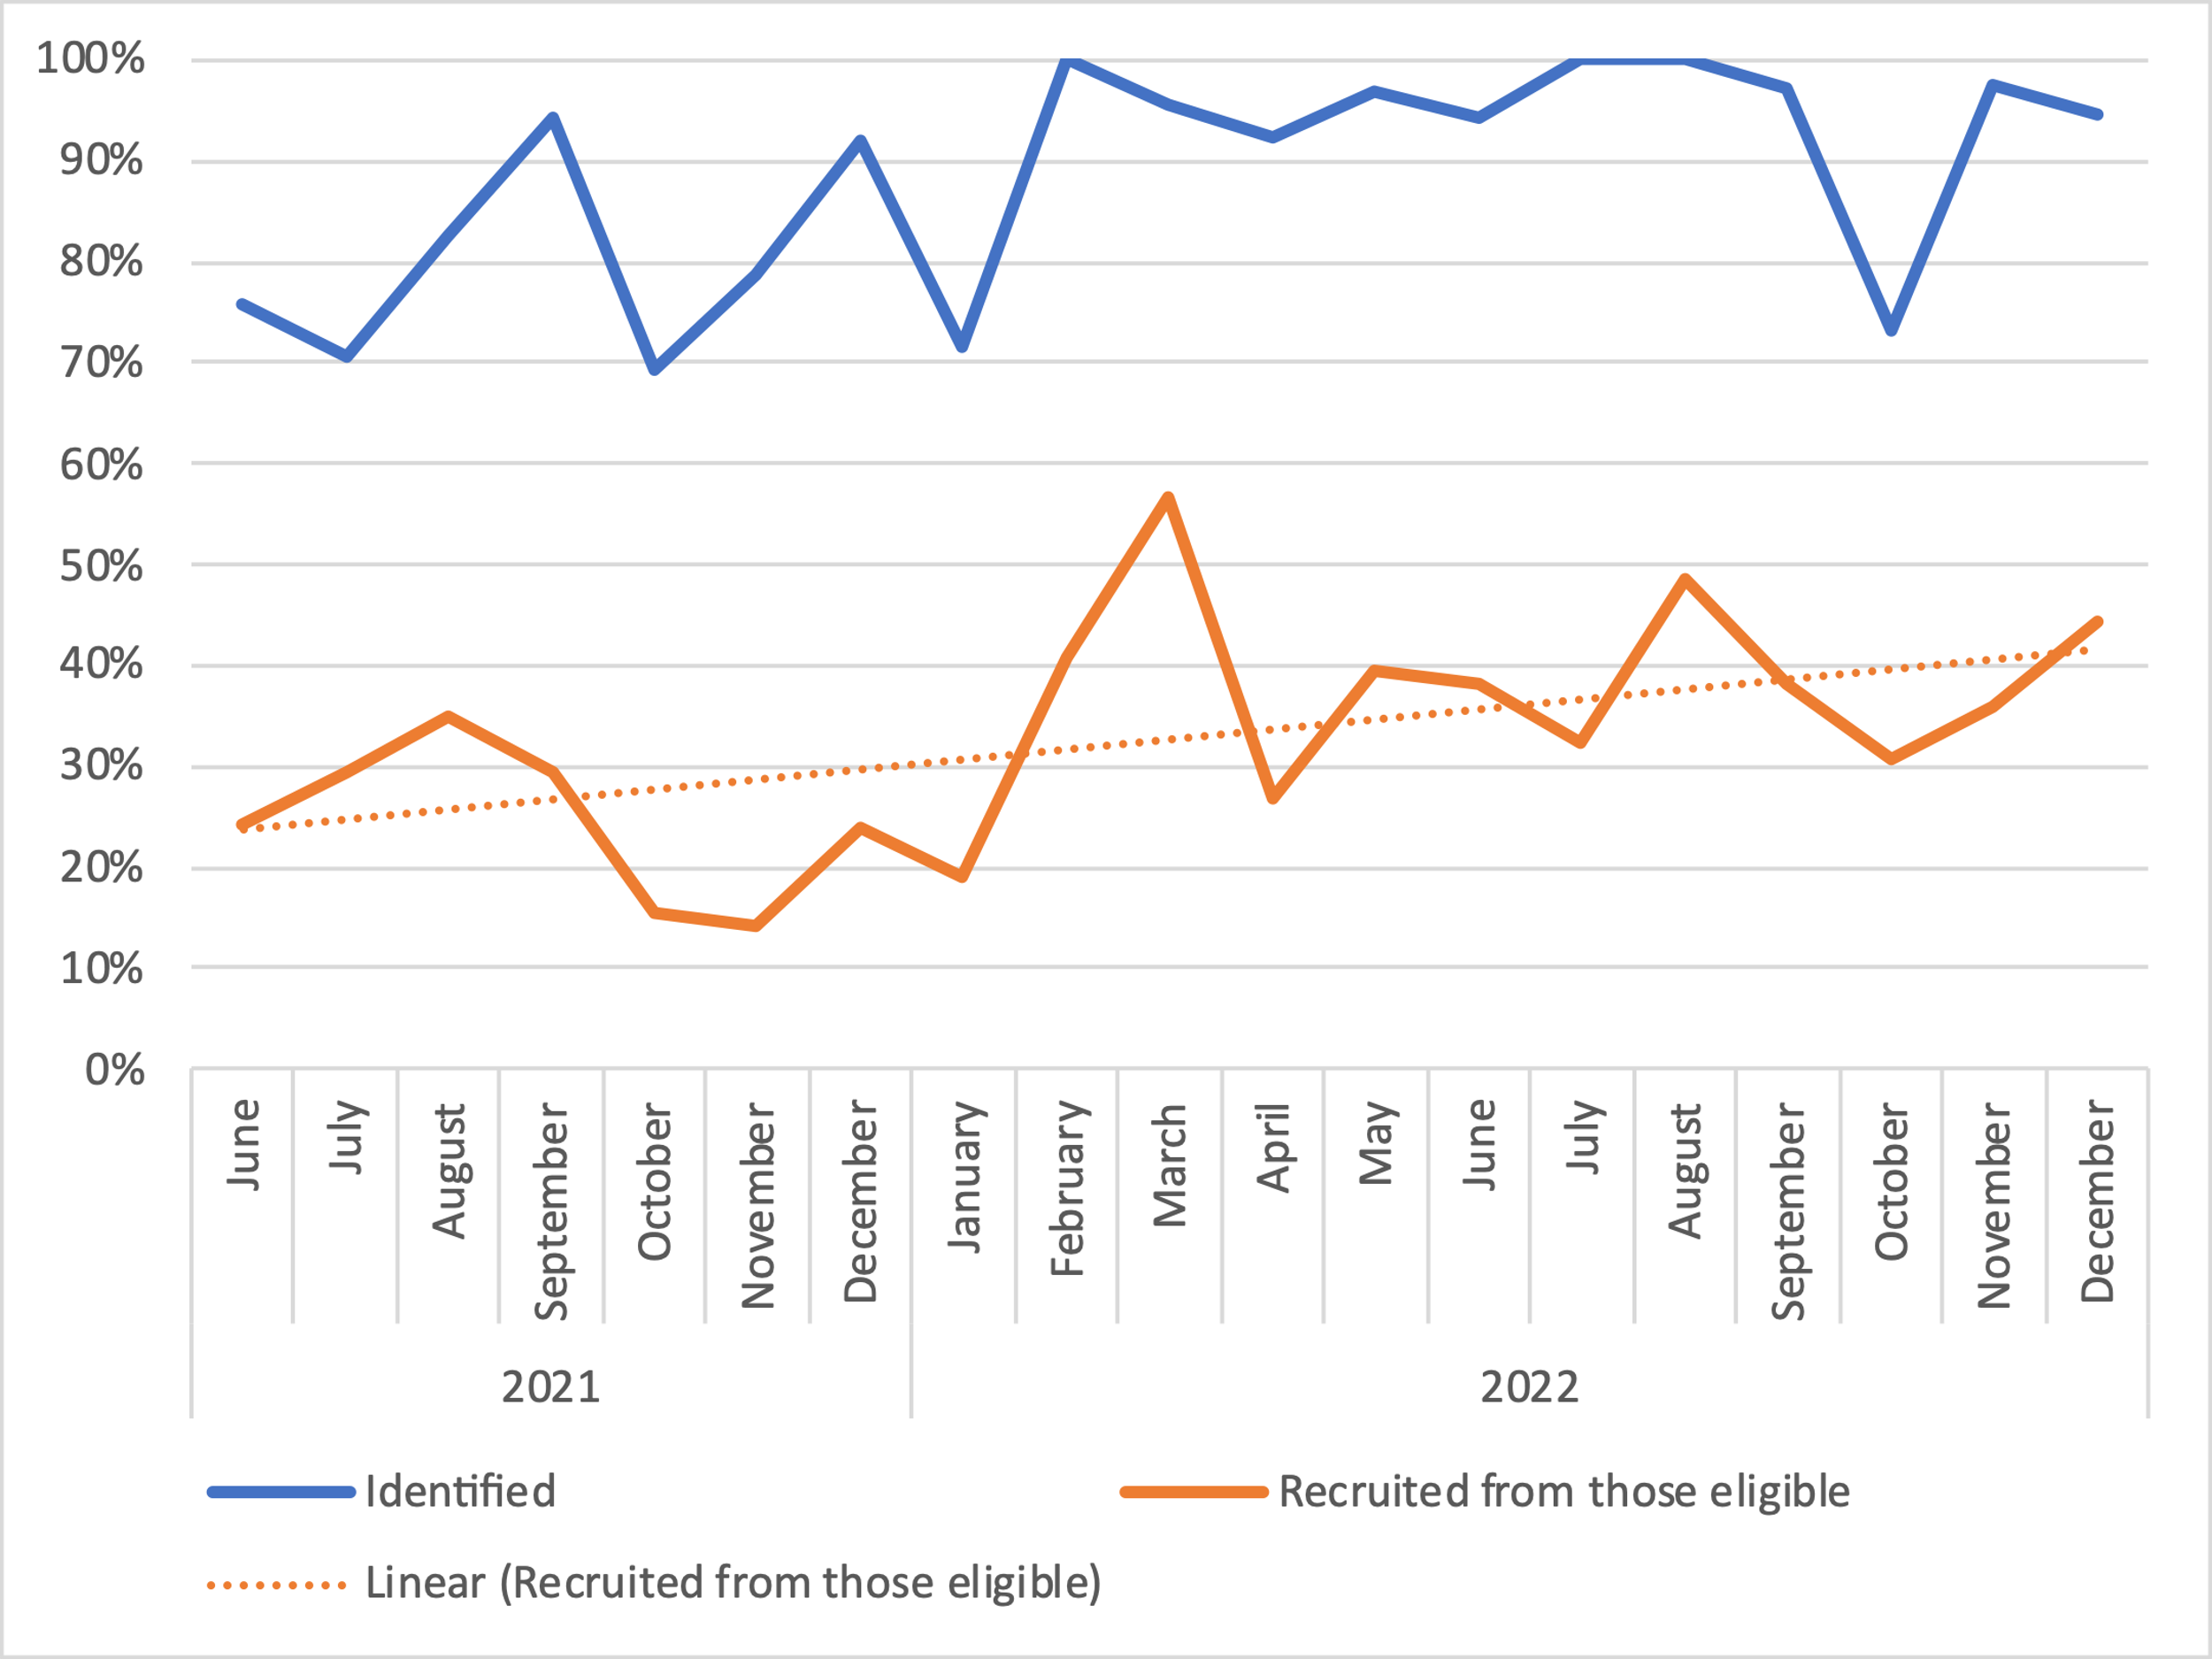 100%
90%
80%
70%
60%
50%
40%
30%
20%
10%
0%
June
July
August
September
October
November
December
January
February
March
April
May
June
July
August
September
October
November
December
2021
2022
Identified
Recruited from those eligible
Linear (Recruited from those eligible)